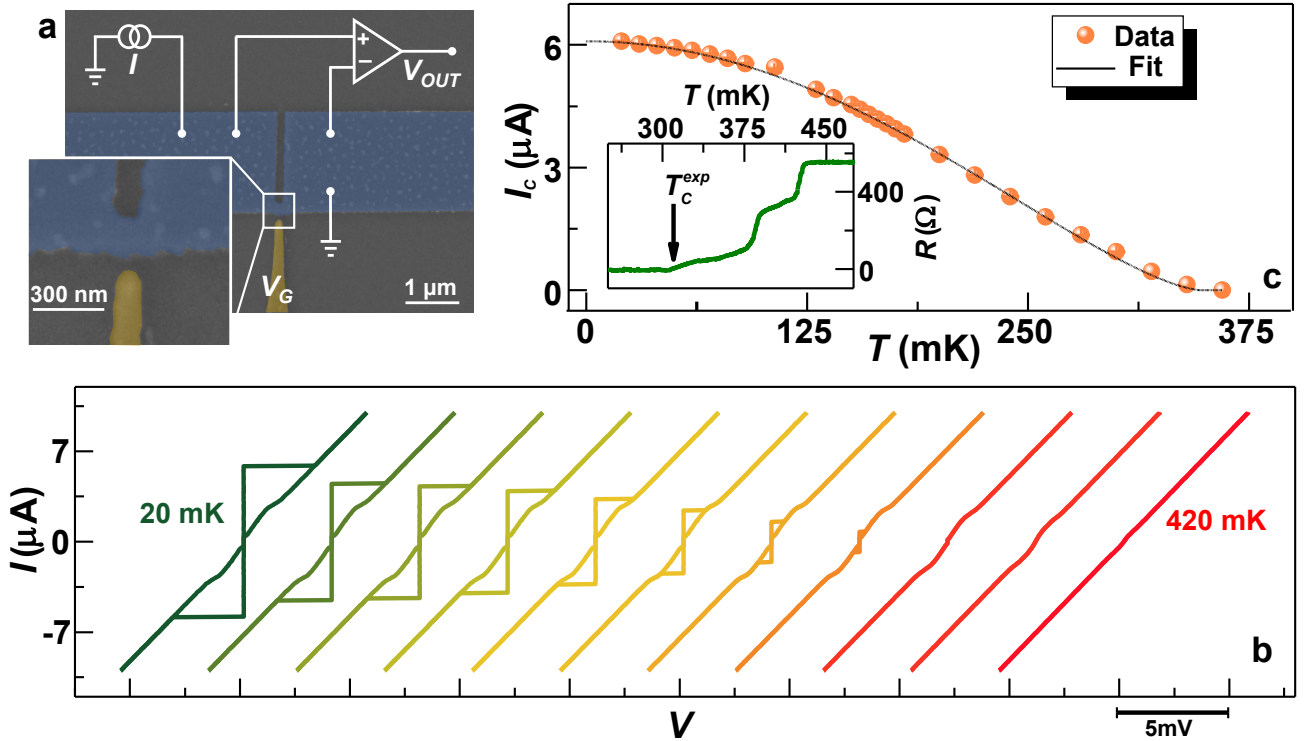 a
I
+
−
V_OUT
300 nm
V_G
1 µm
I_c (µA)
6
3
0
0
125
250
375
T (mK)
Data
Fit
c
T (mK)
300
375
450
T_C^exp
400
0
R (Ω)
I (µA)
7
0
-7
20 mK
420 mK
b
V
5mV